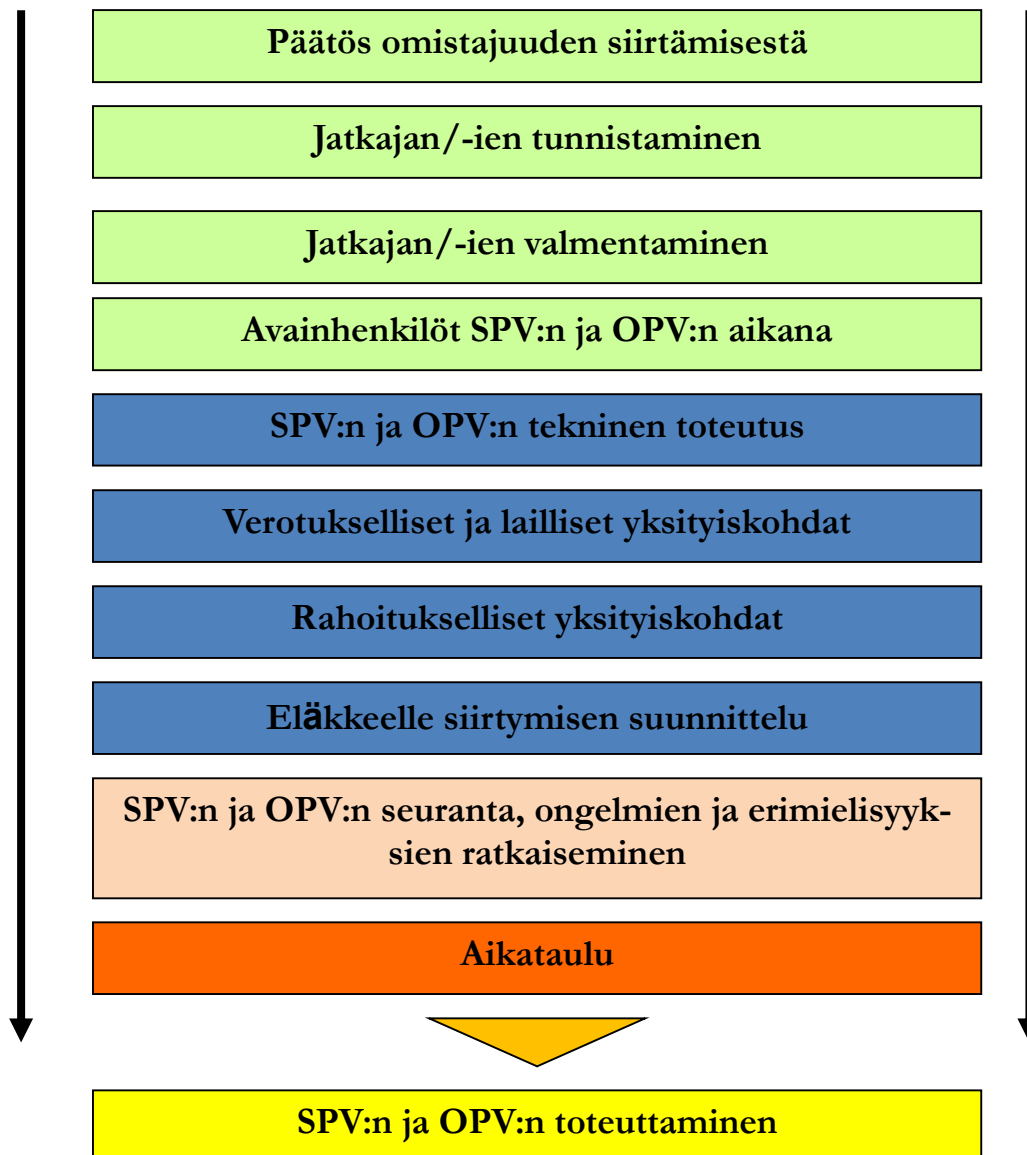 Päätös omistajuuden siirtämisestä
Jatkajan/-ien tunnistaminen
Jatkajan/-ien valmentaminen
Avainhenkilöt SPV:n ja OPV:n aikana
SPV:n ja OPV:n tekninen toteutus
Verotukselliset ja lailliset yksityiskohdat
Rahoitukselliset yksityiskohdat
Eläkkeelle siirtymisen suunnittelu
SPV:n ja OPV:n seuranta, ongelmien ja erimielisyyk-
sien ratkaiseminen
Aikataulu
SPV:n ja OPV:n toteuttaminen